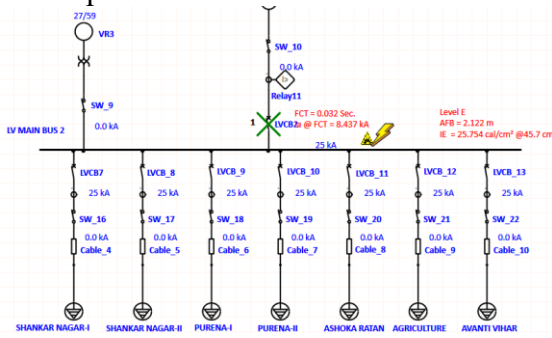 27/59
VR3
SW_10
0.0 kA
Relay11
SW_9
0.0 kA
FCT = 0.032 Sec.
1
LVCB2
Ia @ FCT = 8.437 kA
Level E
AFB = 2.122 m
IE = 25.754 cal/cm² @45.7 cm
LV MAIN BUS 2
25 kA
LVCB7 LVCB_8 LVCB_9 LVCB_10 LVCB_11 LVCB_12 LVCB_13
25 kA 25 kA 25 kA 25 kA 25 kA 25 kA 25 kA
SW_16 SW_17 SW_18 SW_19 SW_20 SW_21 SW_22
0.0 kA 0.0 kA 0.0 kA 0.0 kA 0.0 kA 0.0 kA 0.0 kA
Cable_4 Cable_5 Cable_6 Cable_7 Cable_8 Cable_9 Cable_10
SHANKAR NAGAR-I SHANKAR NAGAR-II PURENA-I PURENA-II ASHOKA RATAN AGRICULTURE AVANTI VIHAR